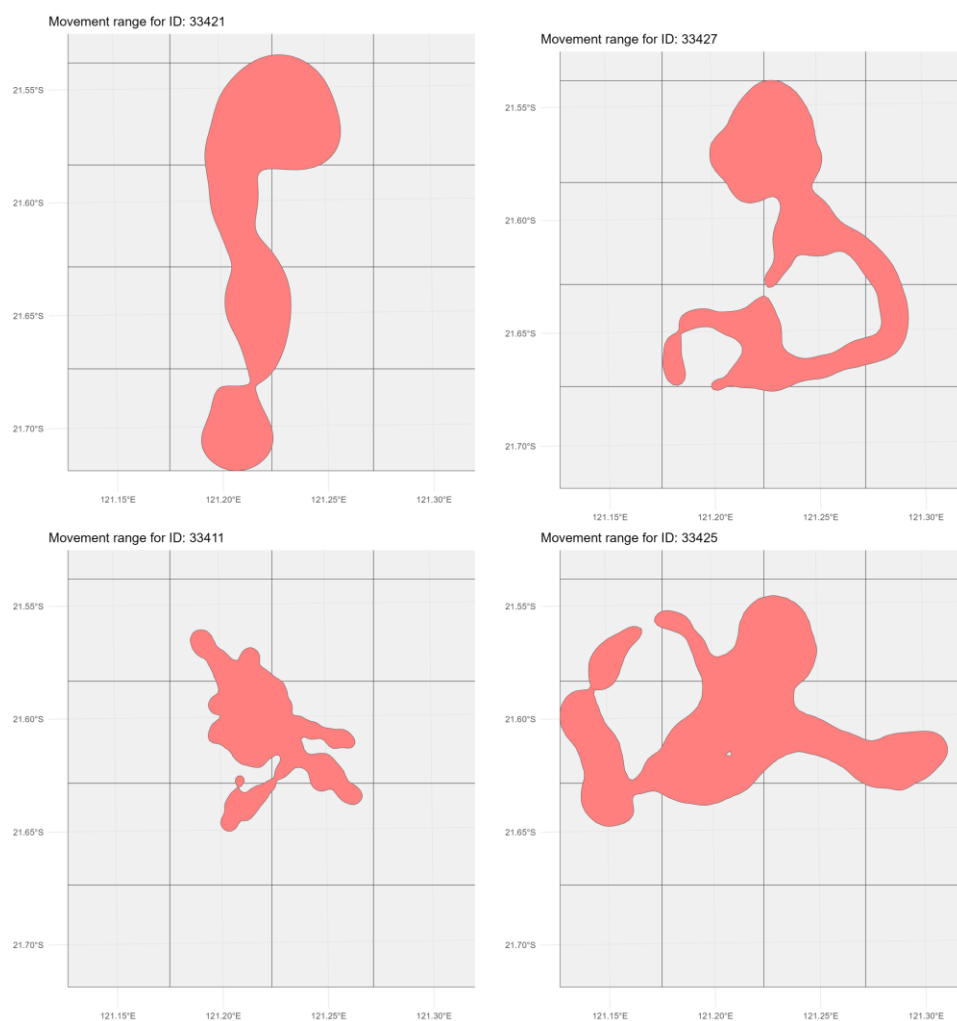 Movement range for ID: 33421
21.55°S
21.60°S
21.65°S
21.70°S
121.15°E 121.20°E 121.25°E 121.30°E
Movement range for ID: 33427
21.55°S
21.60°S
21.65°S
21.70°S
121.15°E 121.20°E 121.25°E 121.30°E
Movement range for ID: 33411
21.55°S
21.60°S
21.65°S
21.70°S
121.15°E 121.20°E 121.25°E 121.30°E
Movement range for ID: 33425
21.55°S
21.60°S
21.65°S
21.70°S
121.15°E 121.20°E 121.25°E 121.30°E